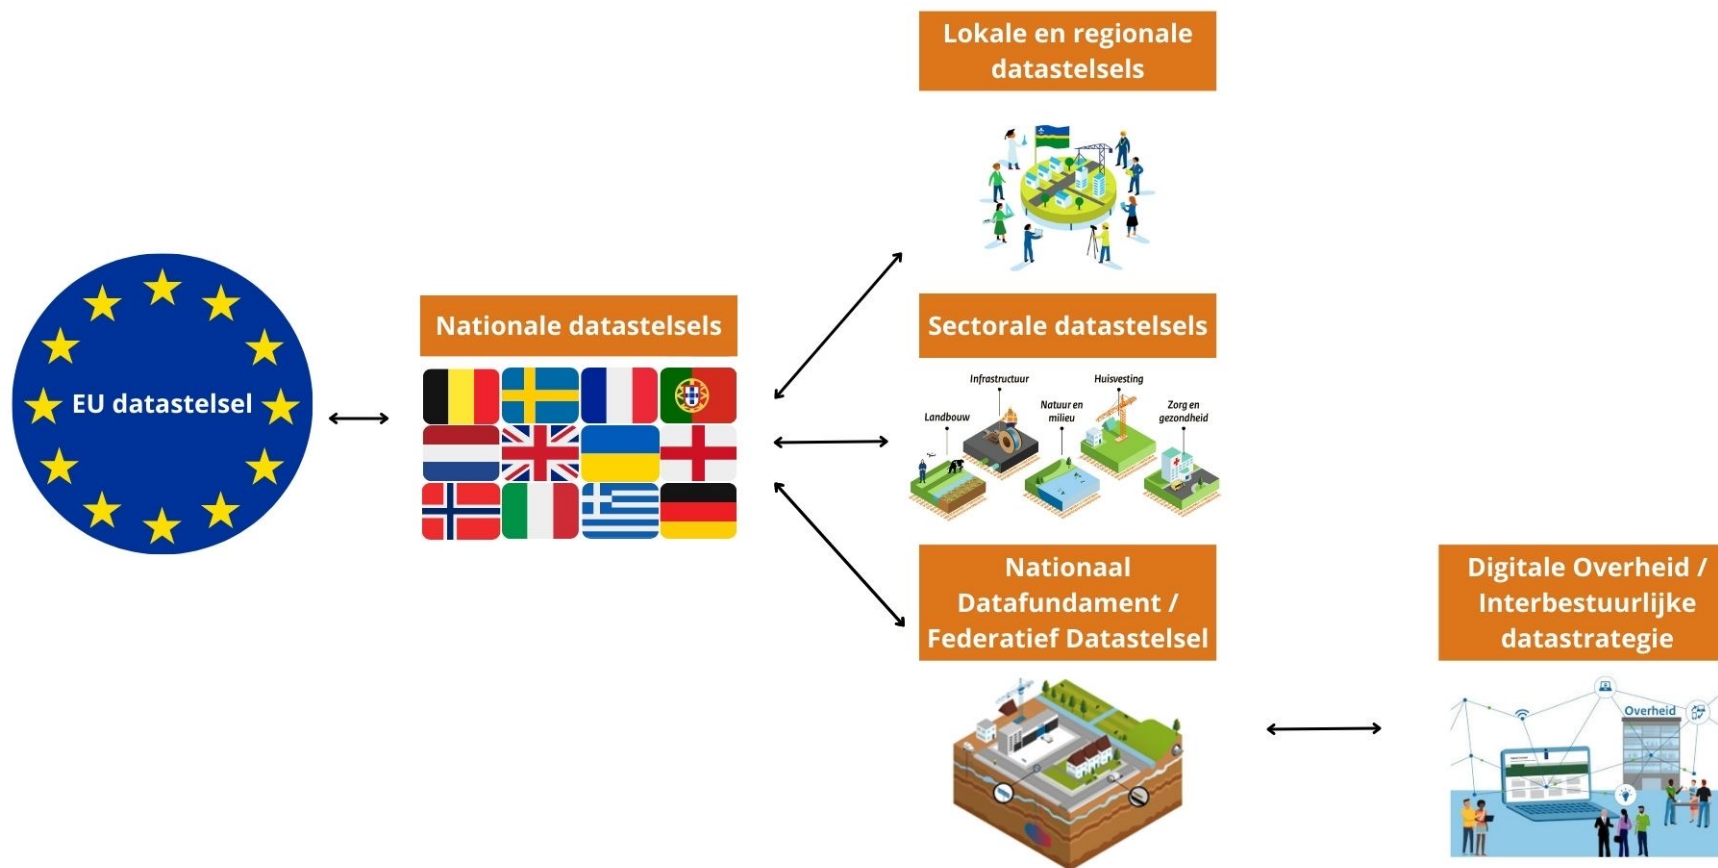 EU datastelsel
Nationale datastelsels
Lokale en regionale
datastelsels
Sectorale datastelsels
Infrastructuur
Huisvesting
Landbouw
Natuur en
milieu
Zorg en
gezondheid
Nationaal
Datafundament /
Federatief Datastelsel
Digitale Overheid /
Interbestuurlijke
datastrategie
Overheid